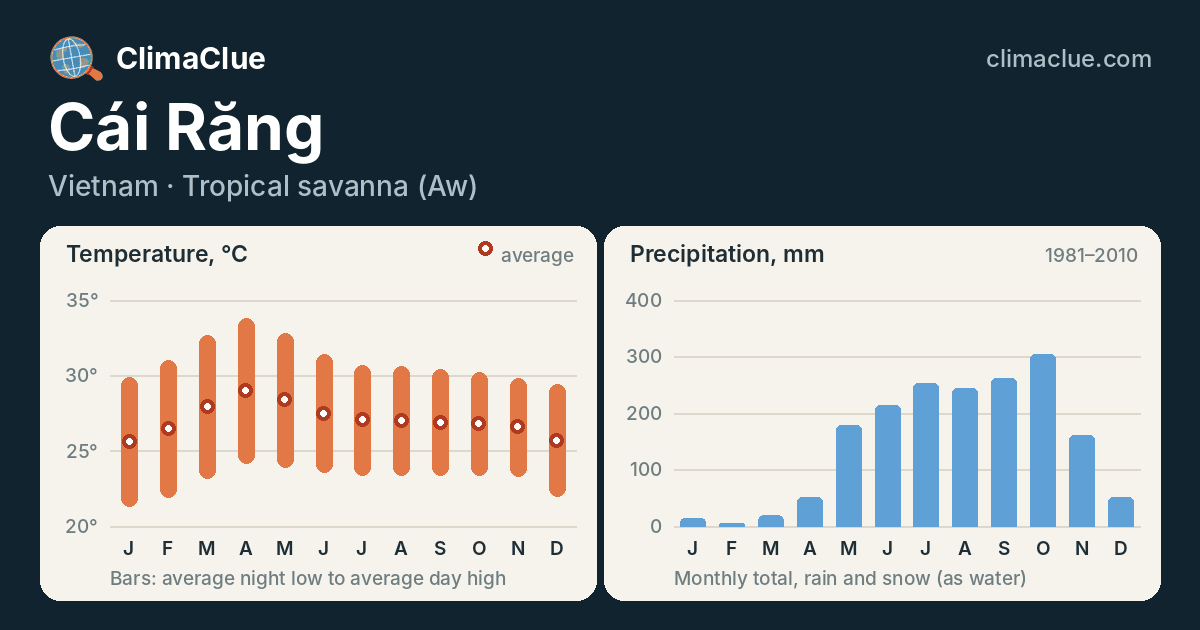 ClimaClue
climaclue.com
Cái Răng
Vietnam · Tropical savanna (Aw)
Temperature, °C
average
35°
30°
25°
20°
J F M A M J J A S O N D
Bars: average night low to average day high
Precipitation, mm
1981–2010
400
300
200
100
0
J F M A M J J A S O N D
Monthly total, rain and snow (as water)